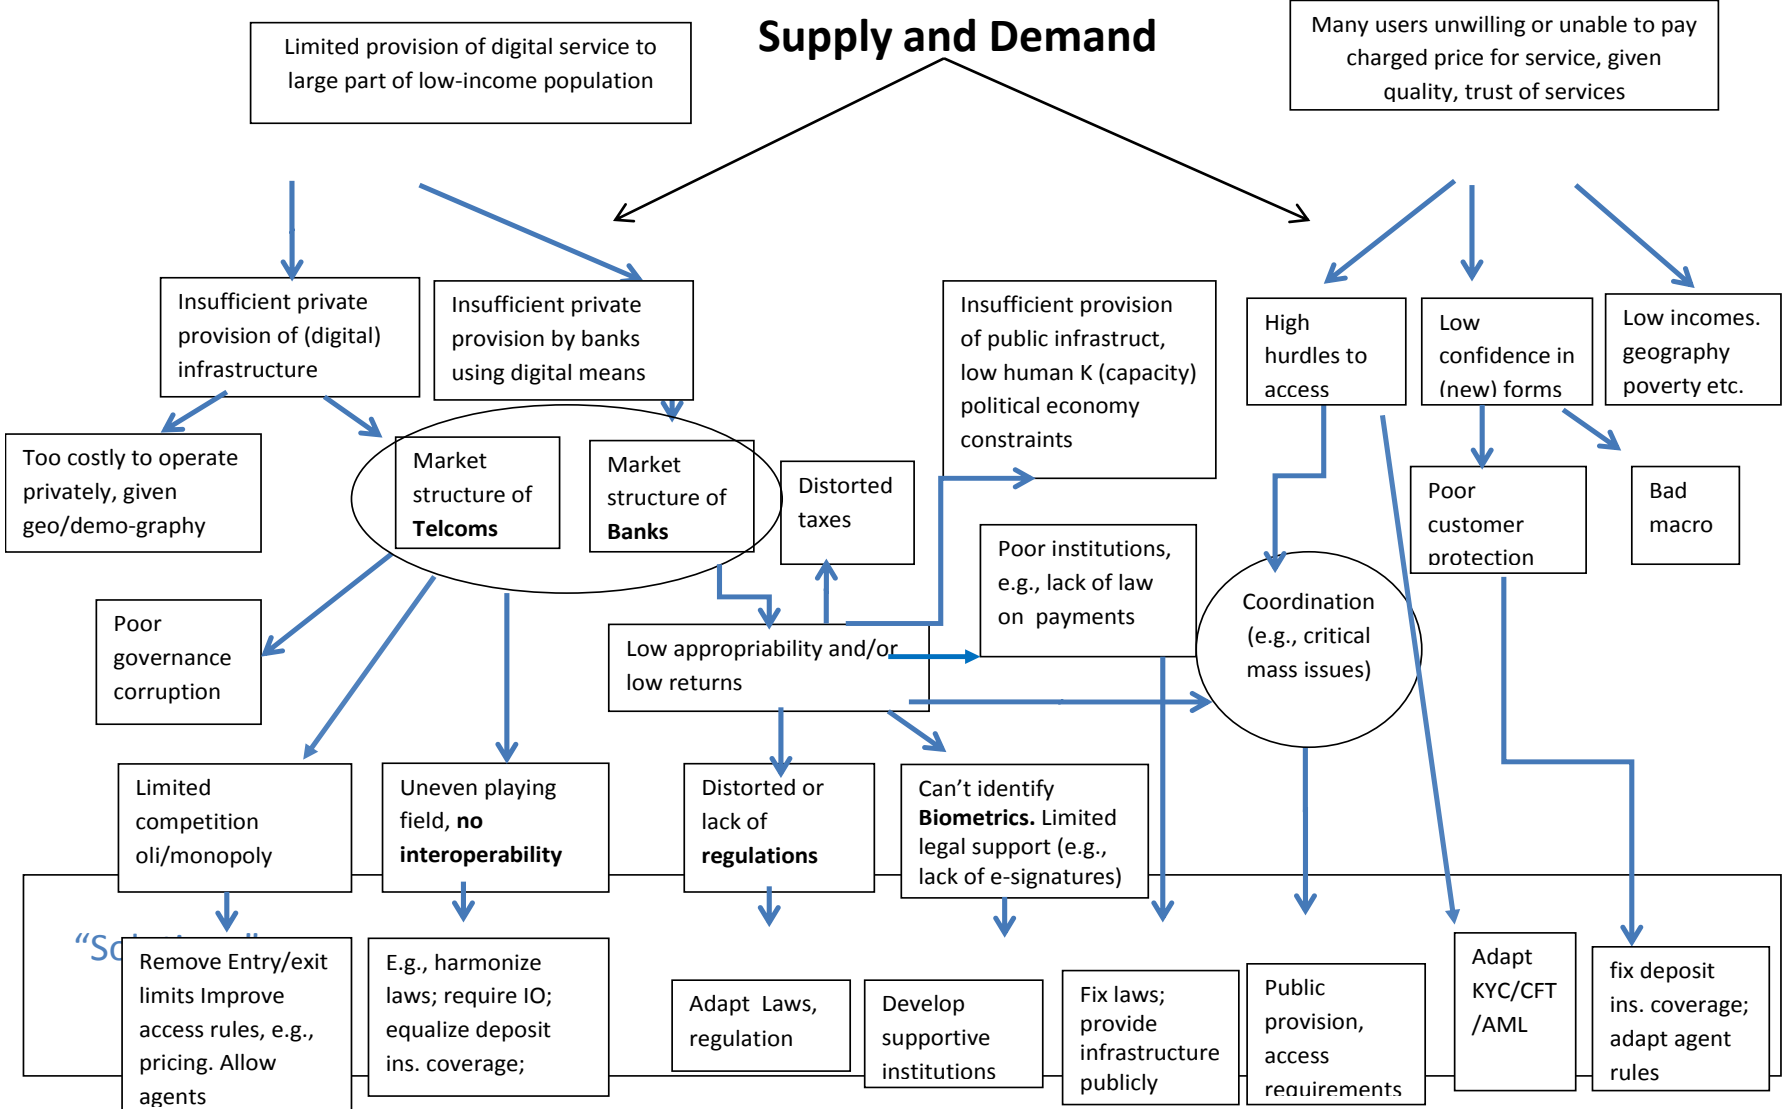 Supply and Demand
Limited provision of digital service to
large part of low-income population
Many users unwilling or unable to pay
charged price for service, given
quality, trust of services
Insufficient private
provision of (digital)
infrastructure
Insufficient private
provision by banks
using digital means
Insufficient provision
of public infrastruct,
low human K (capacity)
political economy
constraints
High
hurdles to
access
Low
confidence in
(new) forms
Low incomes.
geography
poverty etc.
Too costly to operate
privately, given
geo/demo-graphy
Market
structure of
Telcoms
Market
structure of
Banks
Distorted
taxes
Poor institutions,
e.g., lack of law
on payments
Poor
customer
protection
Bad
macro
Poor
governance
corruption
Low appropriability and/or
low returns
Coordination
(e.g., critical
mass issues)
Limited
competition
oli/monopoly
Uneven playing
field, no
interoperability
Distorted or
lack of
regulations
Can't identify
Biometrics. Limited
legal support (e.g.,
lack of e-signatures)
Remove Entry/exit
limits Improve
access rules, e.g.,
pricing. Allow
agents
E.g., harmonize
laws; require IO;
equalize deposit
ins. coverage;
Adapt Laws,
regulation
Develop
supportive
institutions
Fix laws;
provide
infrastructure
publicly
Public
provision,
access
requirements
Adapt
KYC/CFT
/AML
fix deposit
ins. coverage;
adapt agent
rules